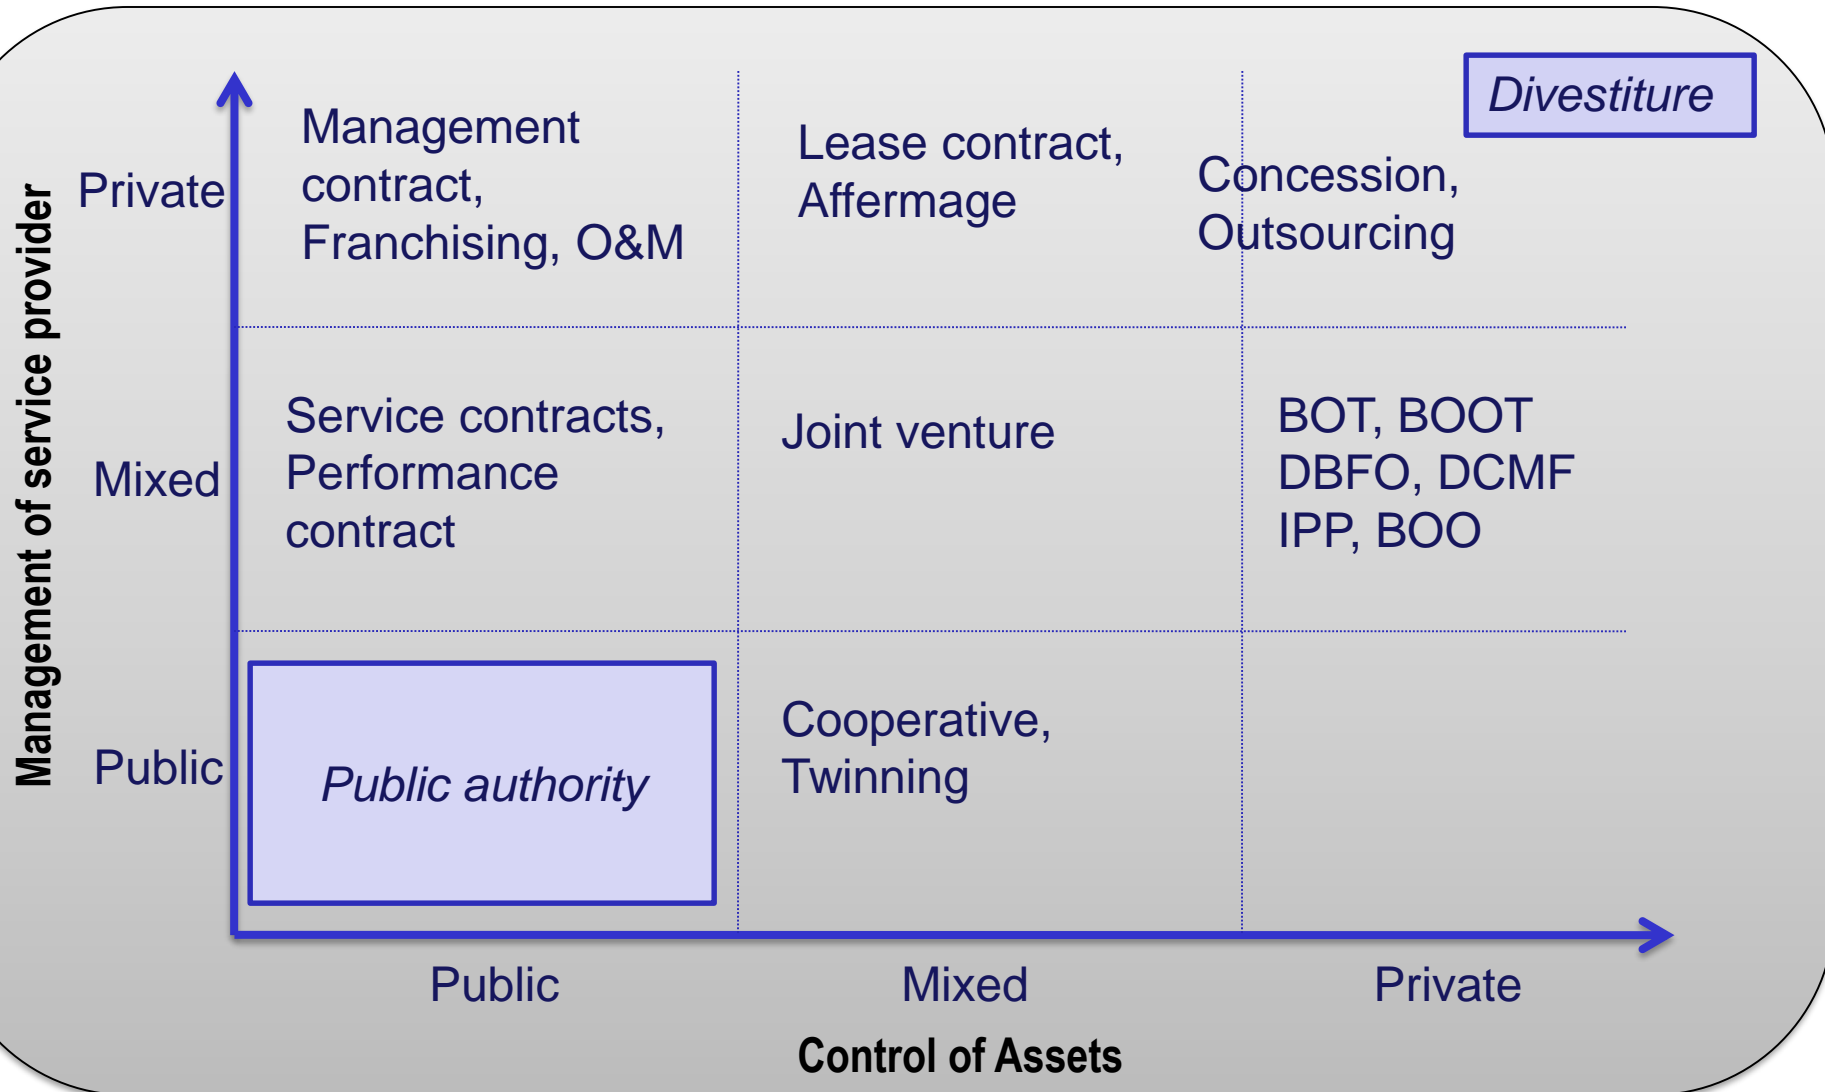 Divestiture
Management of service provider
Private
Management
contract,
Franchising, O&M
Lease contract,
Affermage
Concession,
Outsourcing
Mixed
Service contracts,
Performance
contract
Joint venture
BOT, BOOT
DBFO, DCMF
IPP, BOO
Public
Public authority
Cooperative,
Twinning
Public
Mixed
Private
Control of Assets